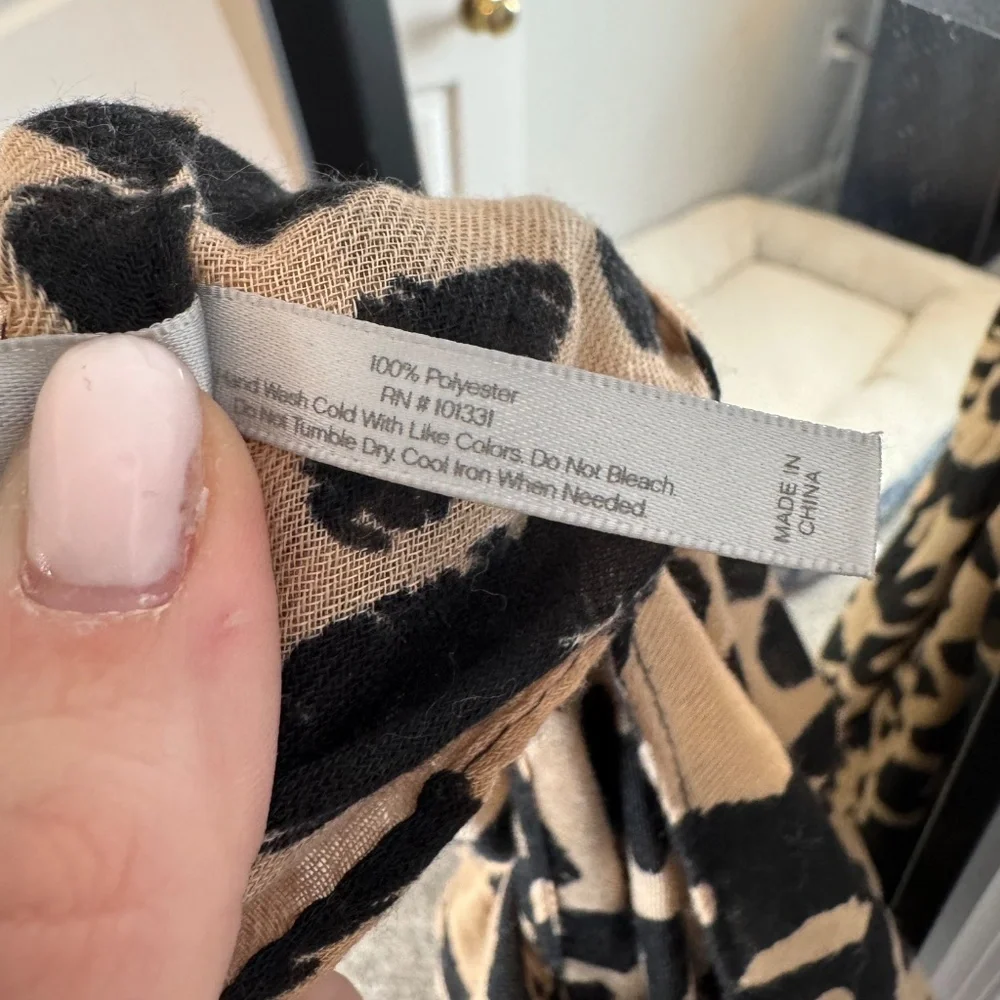 100% Polyester
RN # 101331
Wash Cold With Like Colors. Do Not Bleach.
Do Not Tumble Dry. Cool Iron When Needed.
MADE IN
CHINA